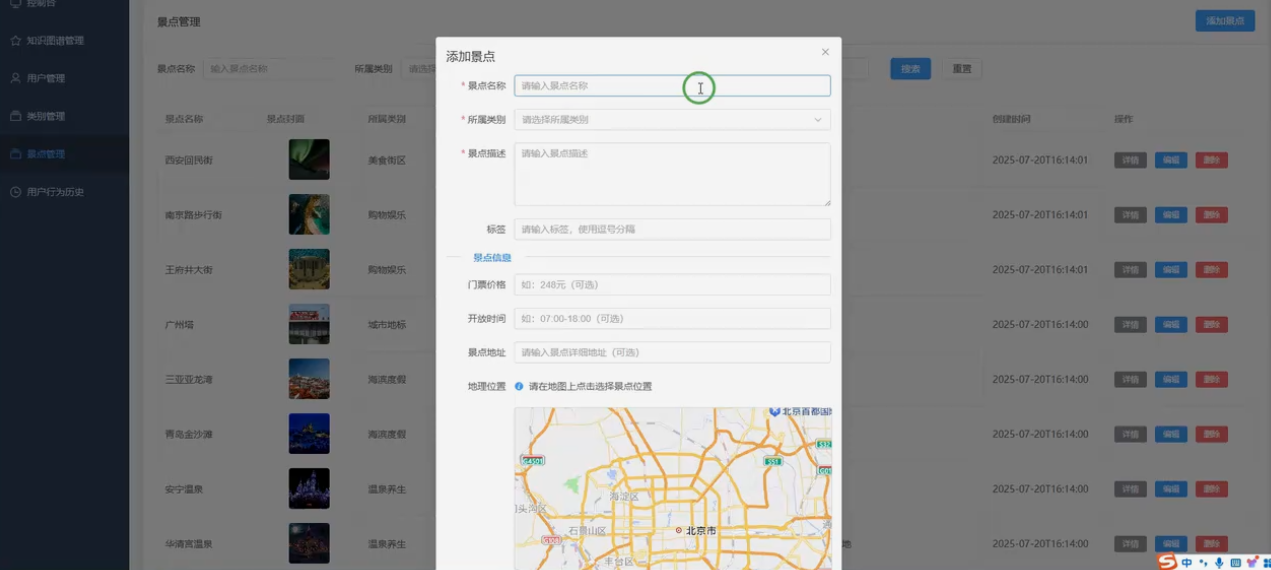 控制台
知识图谱管理
用户管理
类别管理
景点管理
用户行为历史
景点管理
添加景点
景点名称 输入景点名称 所属类别 请选择 搜索 重置
景点名称 景点封面 所属类别 创建时间 操作
西安回民街 美食街区 2025-07-20T16:14:01 详情 编辑 删除
南京路步行街 购物娱乐 2025-07-20T16:14:01 详情 编辑 删除
王府井大街 购物娱乐 2025-07-20T16:14:01 详情 编辑 删除
广州塔 城市地标 2025-07-20T16:14:00 详情 编辑 删除
三亚亚龙湾 海滨度假 2025-07-20T16:14:00 详情 编辑 删除
青岛金沙滩 海滨度假 2025-07-20T16:14:00 详情 编辑 删除
安宁温泉 温泉养生 2025-07-20T16:14:00 详情 编辑 删除
华清宫温泉 温泉养生 地 2025-07-20T16:14:00 详情 编辑 删除
添加景点
* 景点名称 请输入景点名称
* 所属类别 请选择所属类别
* 景点描述 请输入景点描述
标签 请输入标签，使用逗号分隔
景点信息
门票价格 如：248元（可选）
开放时间 如：07:00-18:00（可选）
景点地址 请输入景点详细地址（可选）
地理位置 请在地图上点击选择景点位置
北京首都国际
S32
G4501
S51
海淀区
门头沟区
石景山区
北京市
通
丰台区
中